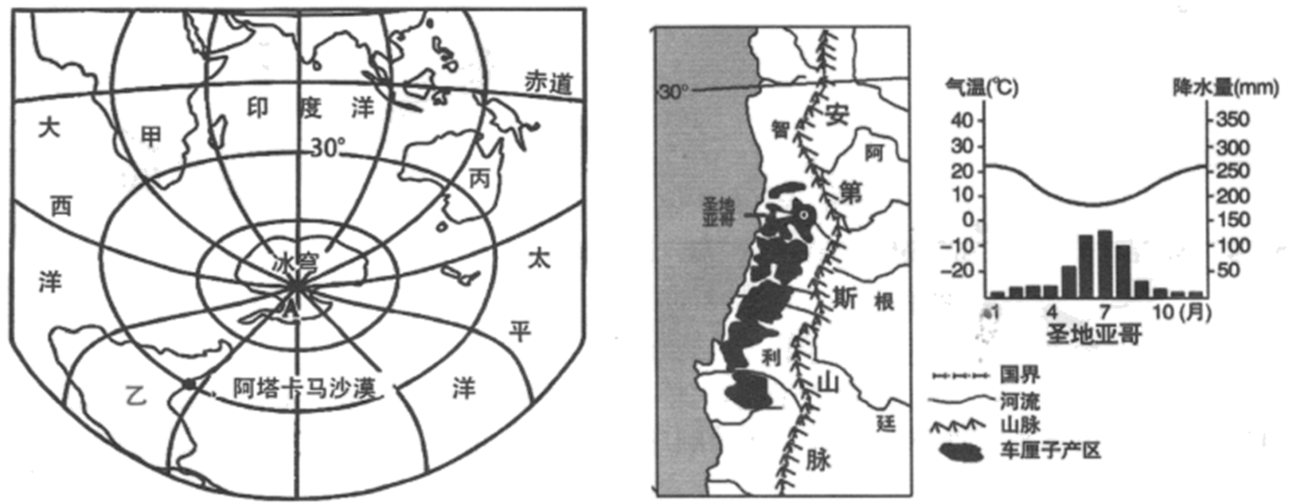 赤道
印度洋
大西洋
甲
30°
丙
冰穹
A
太平洋
乙
阿塔卡马沙漠
30°
智利
安第斯山脉
阿根廷
圣地
亚哥
气温(℃)
降水量(mm)
40
30
20
10
0
-10
-20
350
300
250
200
150
100
50
1 4 7 10 (月)
圣地亚哥
国界
河流
山脉
车厘子产区